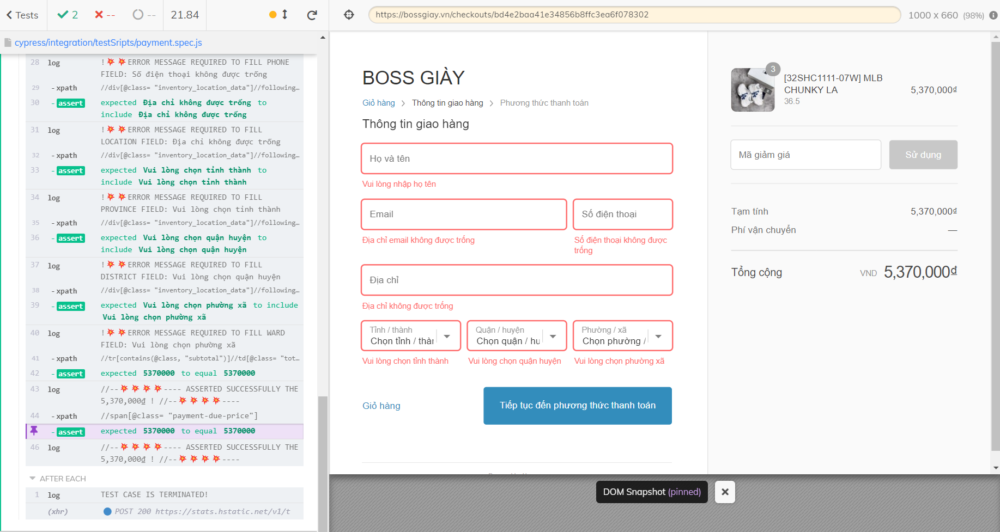 Tests
2
--
--
21.84
https://bossgiay.vn/checkouts/bd4e2baa41e34856b8ffc3ea6f078302
1000 x 660 (98%)
cypress/integration/testSripts/payment.spec.js
28 log !💥💥ERROR MESSAGE REQUIRED TO FILL PHONE
FIELD: Số điện thoại không được trống
29 -xpath //div[@class= "inventory_location_data"]//following…
30 -assert expected Địa chỉ không được trống to
include Địa chỉ không được trống
31 log !💥💥ERROR MESSAGE REQUIRED TO FILL
LOCATION FIELD: Địa chỉ không được trống
32 -xpath //div[@class= "inventory_location_data"]//following…
33 -assert expected Vui lòng chọn tỉnh thành to
include Vui lòng chọn tỉnh thành
34 log !💥💥ERROR MESSAGE REQUIRED TO FILL
PROVINCE FIELD: Vui lòng chọn tỉnh thành
35 -xpath //div[@class= "inventory_location_data"]//following…
36 -assert expected Vui lòng chọn quận huyện to
include Vui lòng chọn quận huyện
37 log !💥💥ERROR MESSAGE REQUIRED TO FILL
DISTRICT FIELD: Vui lòng chọn quận huyện
38 -xpath //div[@class= "inventory_location_data"]//following…
39 -assert expected Vui lòng chọn phường xã to include
Vui lòng chọn phường xã
40 log !💥💥ERROR MESSAGE REQUIRED TO FILL WARD
FIELD: Vui lòng chọn phường xã
41 -xpath //tr[contains(@class, "subtotal")]//td[@class= "tot…
42 -assert expected 5370000 to equal 5370000
43 log //--💥💥💥💥---- ASSERTED SUCCESSFULLY THE
5,370,000₫ ! //--💥💥💥💥----
44 -xpath //span[@class= "payment-due-price"]
-assert expected 5370000 to equal 5370000
46 log //--💥💥💥💥---- ASSERTED SUCCESSFULLY THE
5,370,000₫ ! //--💥💥💥💥----
AFTER EACH
1 log TEST CASE IS TERMINATED!
(xhr) POST 200 https://stats.hstatic.net/v1/t
BOSS GIÀY
Giỏ hàng > Thông tin giao hàng > Phương thức thanh toán
Thông tin giao hàng
Họ và tên
Vui lòng nhập họ tên
Email
Số điện thoại
Địa chỉ email không được trống
Số điện thoại không được
trống
Địa chỉ
Địa chỉ không được trống
Tỉnh / thành
Chọn tỉnh / thàn
Quận / huyện
Chọn quận / hu
Phường / xã
Chọn phường /
Vui lòng chọn tỉnh thành
Vui lòng chọn quận huyện
Vui lòng chọn phường xã
Giỏ hàng
Tiếp tục đến phương thức thanh toán
3
[32SHC1111-07W] MLB
CHUNKY LA
36.5
5,370,000₫
Mã giảm giá
Sử dụng
Tạm tính 5,370,000₫
Phí vận chuyển —
Tổng cộng VND 5,370,000₫
DOM Snapshot (pinned)